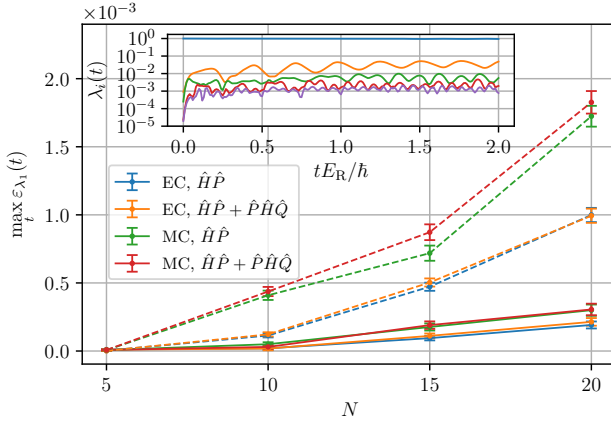 ×10⁻³
2.0
1.5
1.0
0.5
0.0
max ε_λ₁(t)
t
5
10
15
20
N
10⁰
10⁻¹
10⁻²
10⁻³
10⁻⁴
10⁻⁵
λᵢ(t)
0.0
0.5
1.0
1.5
2.0
tE_R/ℏ
EC, ĤP̂
EC, ĤP̂ + P̂ĤQ̂
MC, ĤP̂
MC, ĤP̂ + P̂ĤQ̂